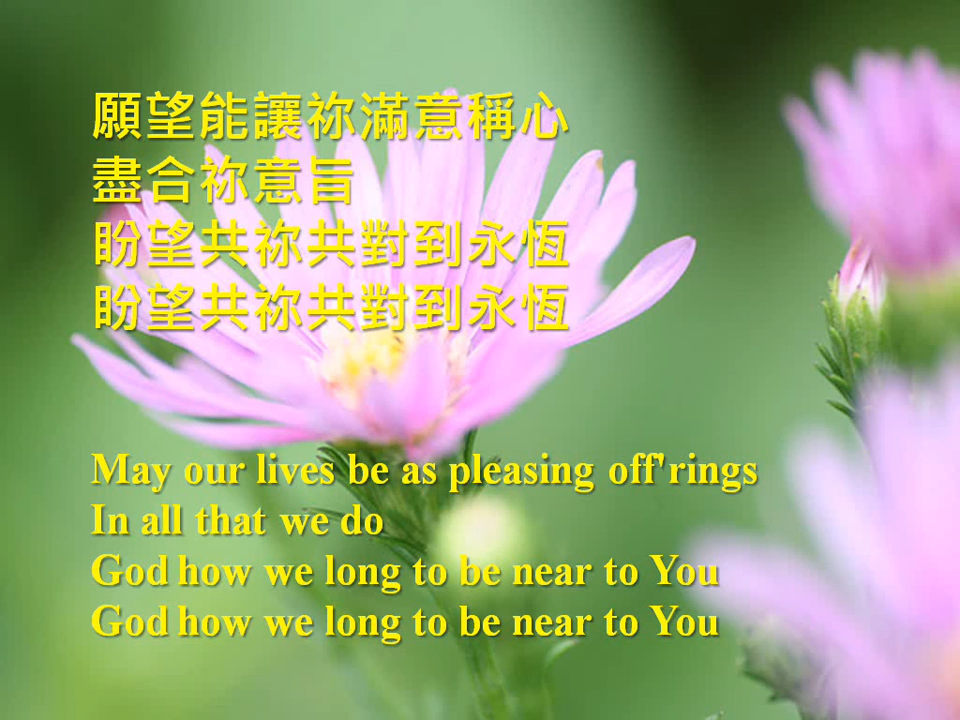 願望能讓祢滿意稱心
盡合祢意旨
盼望共祢共對到永恆
盼望共祢共對到永恆
May our lives be as pleasing off'rings
In all that we do
God how we long to be near to You
God how we long to be near to You